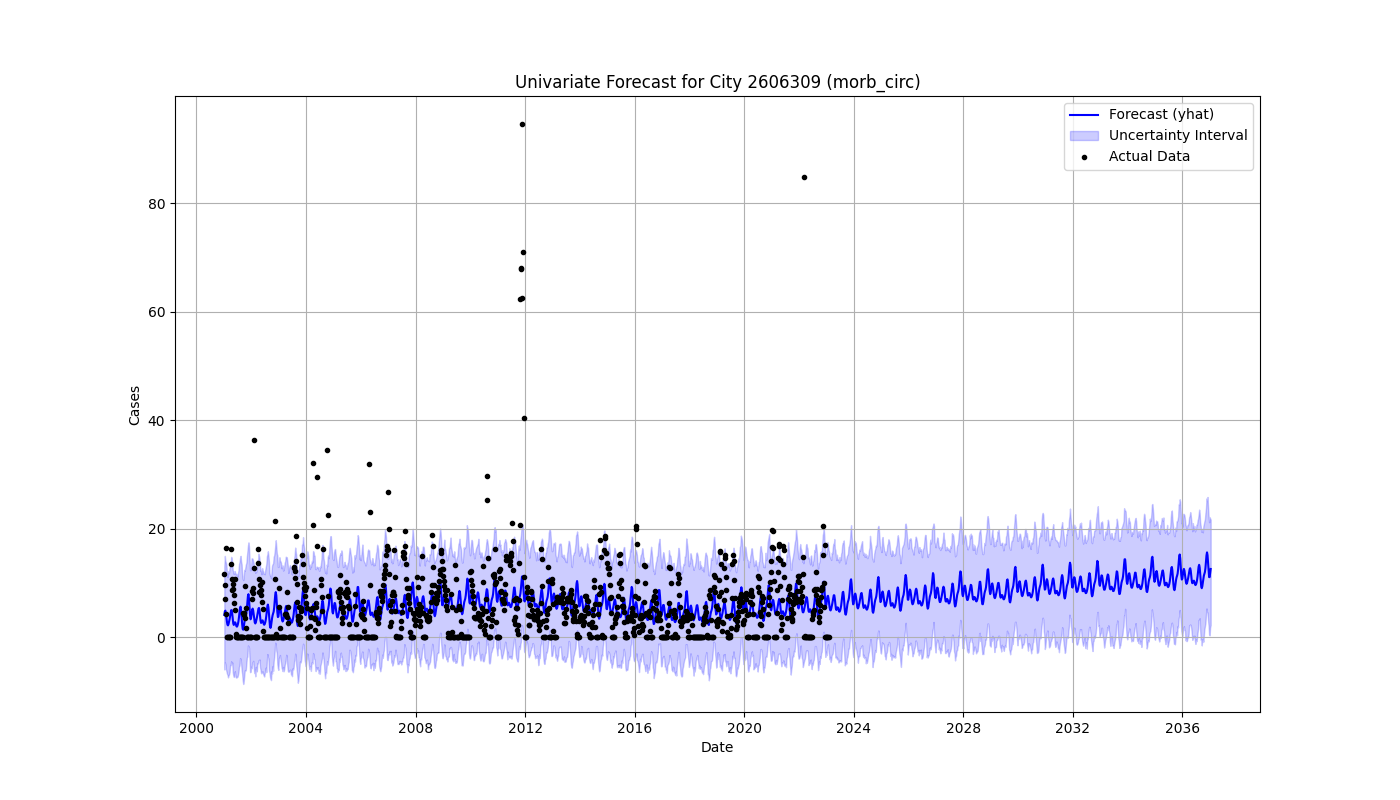 Univariate Forecast for City 2606309 (morb_circ)
Forecast (yhat)
Uncertainty Interval
Actual Data
80
60
40
20
0
Cases
2000 2004 2008 2012 2016 2020 2024 2028 2032 2036
Date